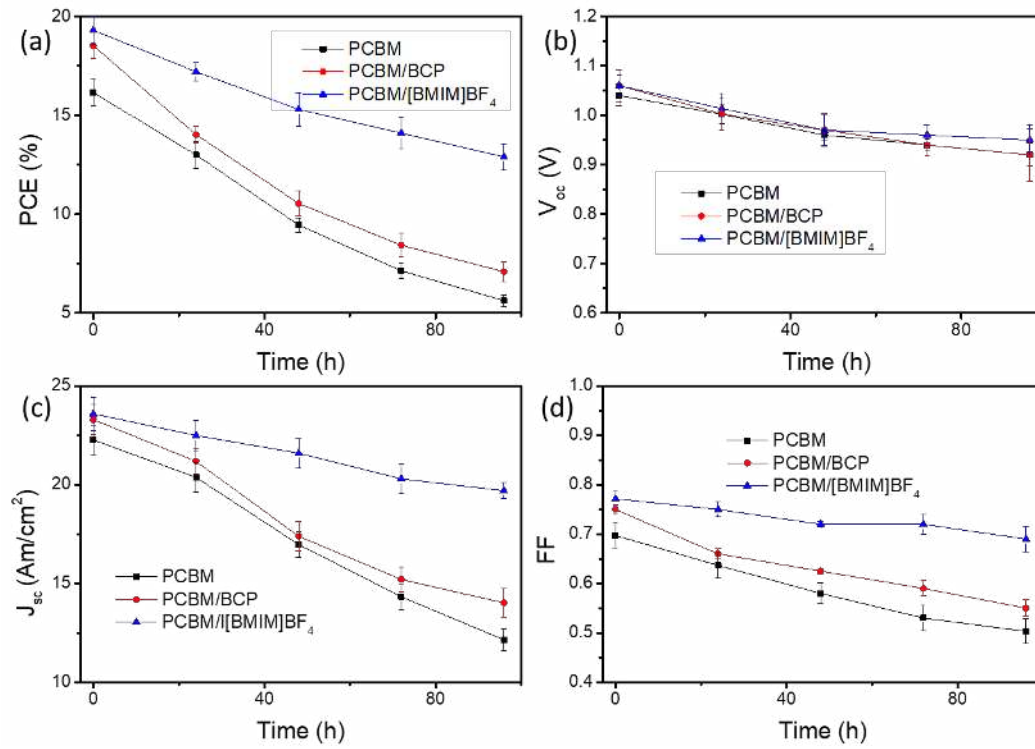 (a)
20
15
10
5
PCE (%)
PCBM
PCBM/BCP
PCBM/[BMIM]BF4
0 40 80
Time (h)
(b)
1.2
1.1
1.0
0.9
0.8
0.7
0.6
Voc (V)
PCBM
PCBM/BCP
PCBM/[BMIM]BF4
0 40 80
Time (h)
(c)
25
20
15
10
Jsc (Am/cm2)
PCBM
PCBM/BCP
PCBM/I[BMIM]BF4
0 40 80
Time (h)
(d)
1.0
0.9
0.8
0.7
0.6
0.5
0.4
FF
PCBM
PCBM/BCP
PCBM/[BMIM]BF4
0 40 80
Time (h)